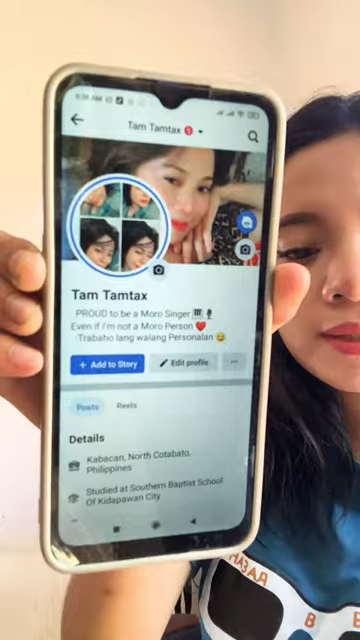 Tam Tamtax 5
Tam Tamtax
PROUD to be a Moro Singer 🎹🎙️
Even if I'm not a Moro Person ❤️
Trabaho lang walang Personalan 😉
+ Add to Story
Edit profile
...
Posts
Reels
Details
Kabacan, North Cotabato,
Philippines
Studied at Southern Baptist School
Of Kidapawan City
B